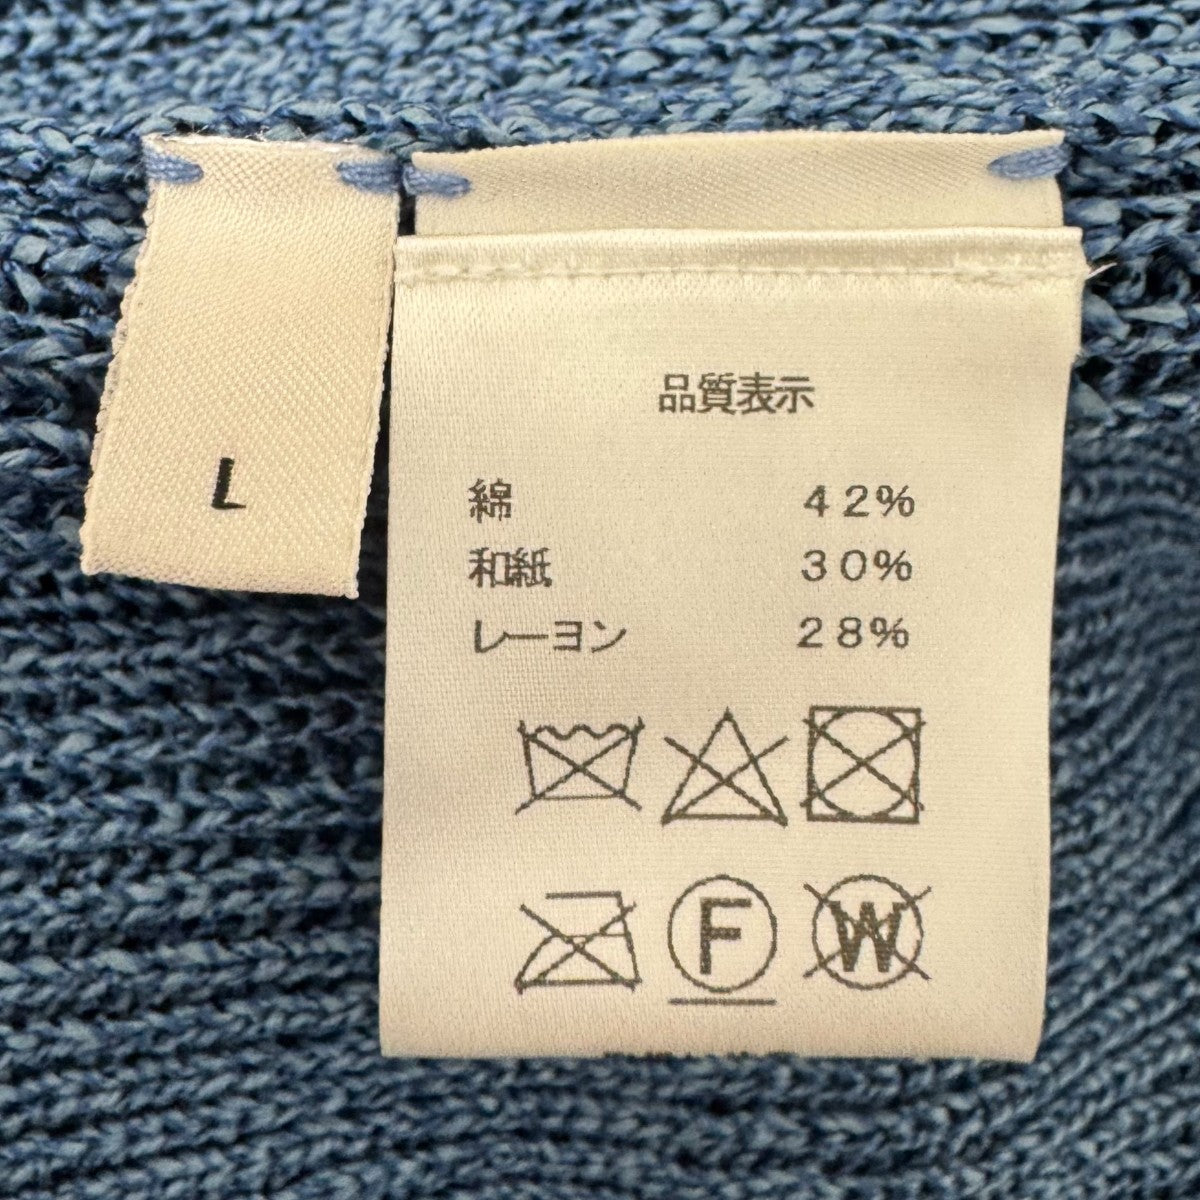 L
品質表示
綿 42%
和紙 30%
レーヨン 28%
F W